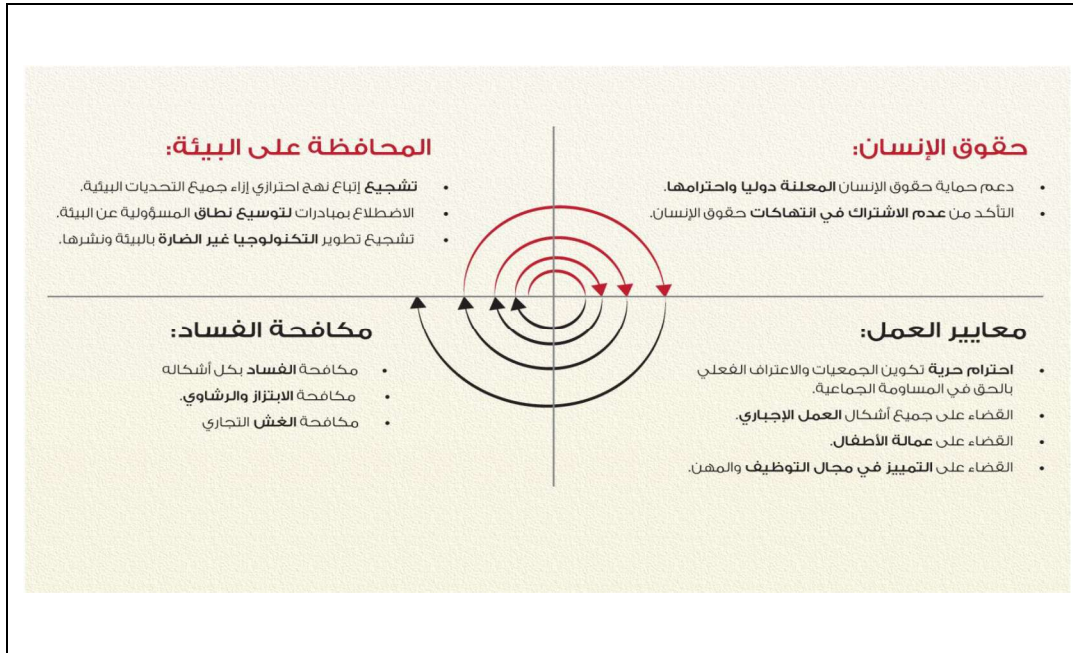 حقوق الإنسان:
• دعم حماية حقوق الإنسان المعلنة دوليا واحترامها.
• التأكد من عدم الاشتراك في انتهاكات حقوق الإنسان.
المحافظة على البيئة:
• تشجيع إتباع نهج احترازي إزاء جميع التحديات البيئية.
• الاضطلاع بمبادرات لتوسيع نطاق المسؤولية عن البيئة.
• تشجيع تطوير التكنولوجيا غير الضارة بالبيئة ونشرها.
معايير العمل:
• احترام حرية تكوين الجمعيات والاعتراف الفعلي
بالحق في المساومة الجماعية.
• القضاء على جميع أشكال العمل الإجباري.
• القضاء على عمالة الأطفال.
• القضاء على التمييز في مجال التوظيف والمهن.
مكافحة الفساد:
• مكافحة الفساد بكل أشكاله
• مكافحة الابتزاز والرشاوي.
• مكافحة الغش التجاري